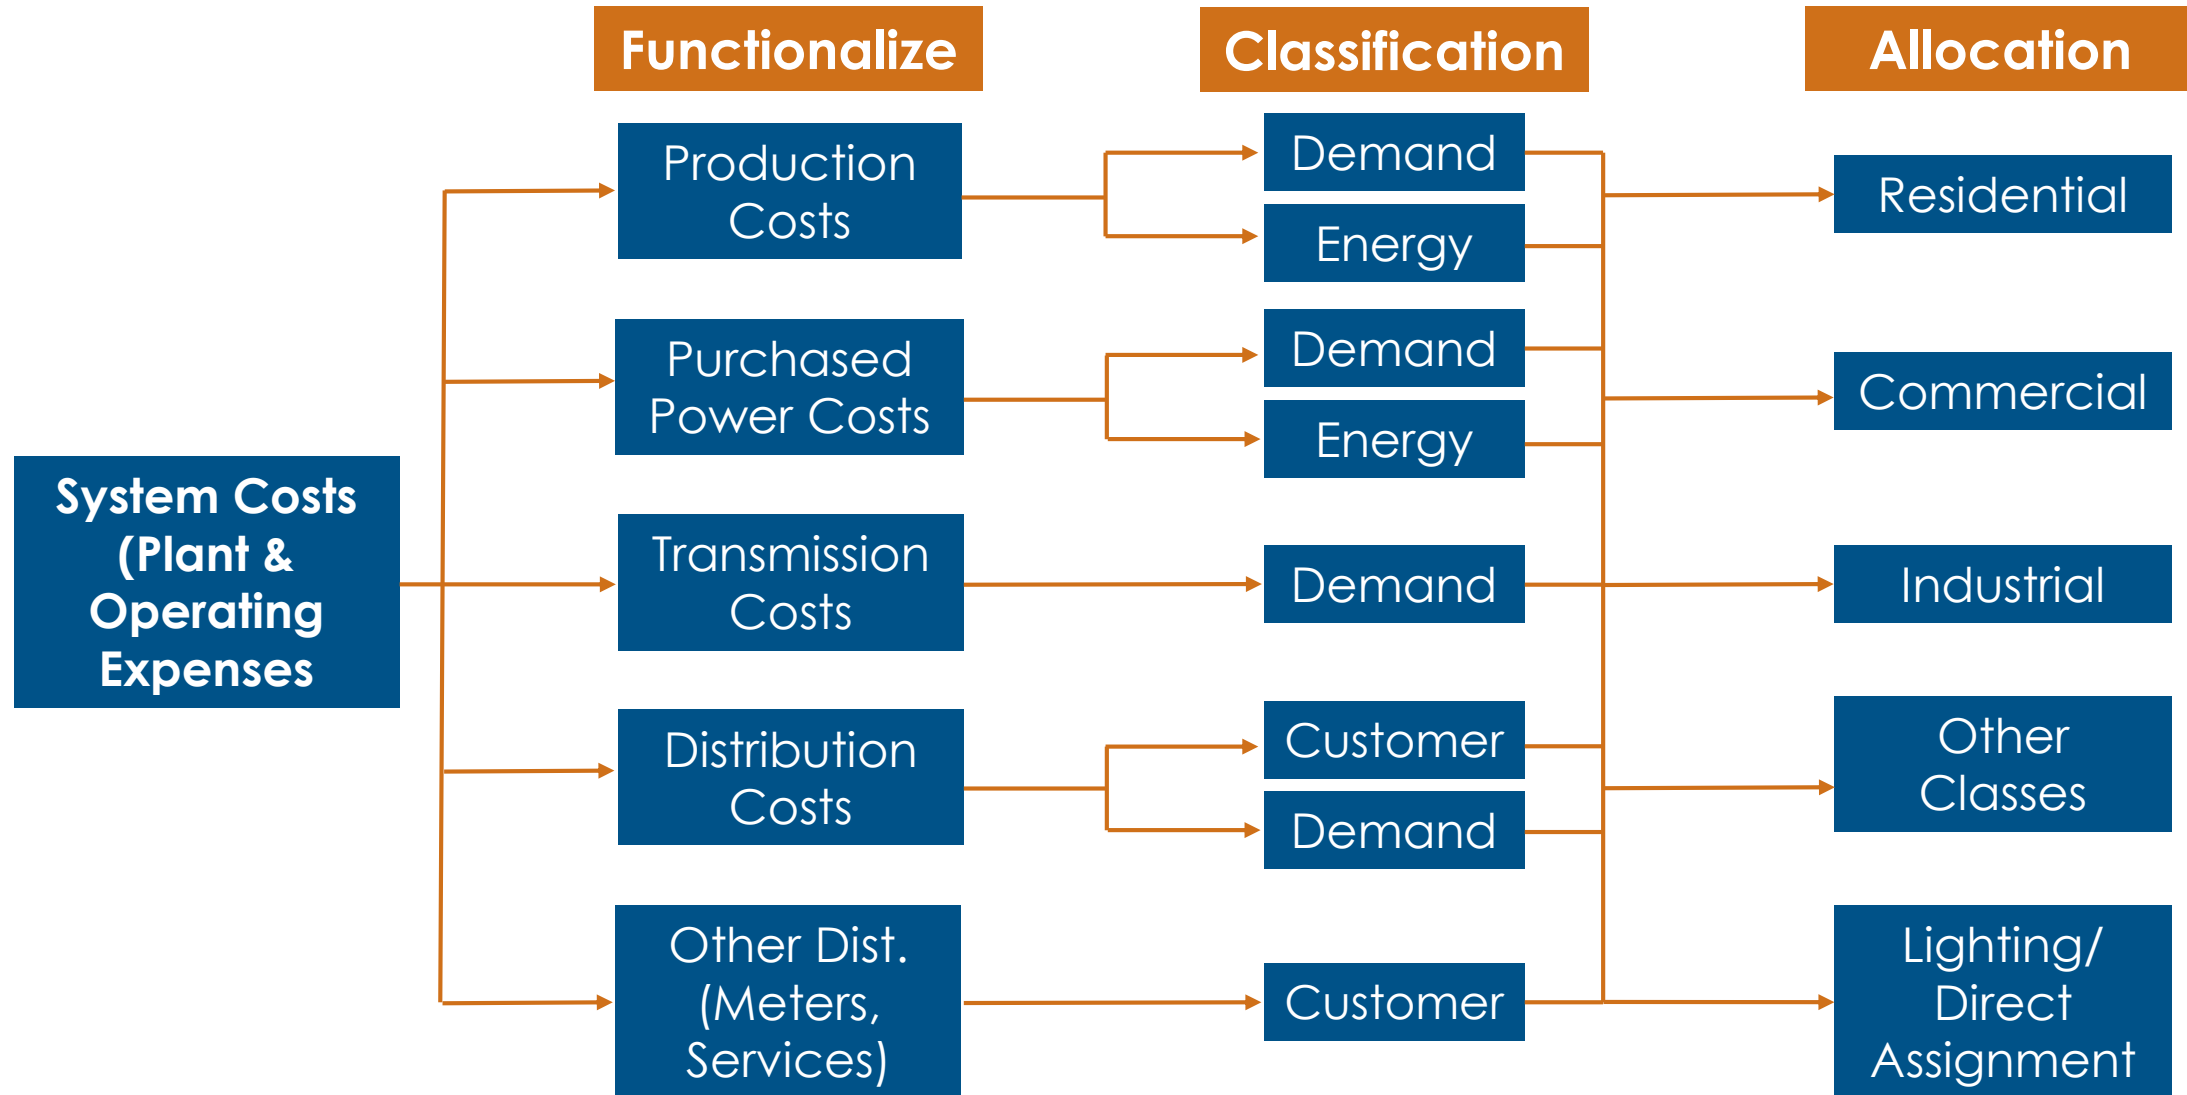 Functionalize
Classification
Allocation
System Costs
(Plant &
Operating
Expenses
Production
Costs
Purchased
Power Costs
Transmission
Costs
Distribution
Costs
Other Dist.
(Meters,
Services)
Demand
Energy
Demand
Energy
Demand
Customer
Demand
Customer
Residential
Commercial
Industrial
Other
Classes
Lighting/
Direct
Assignment